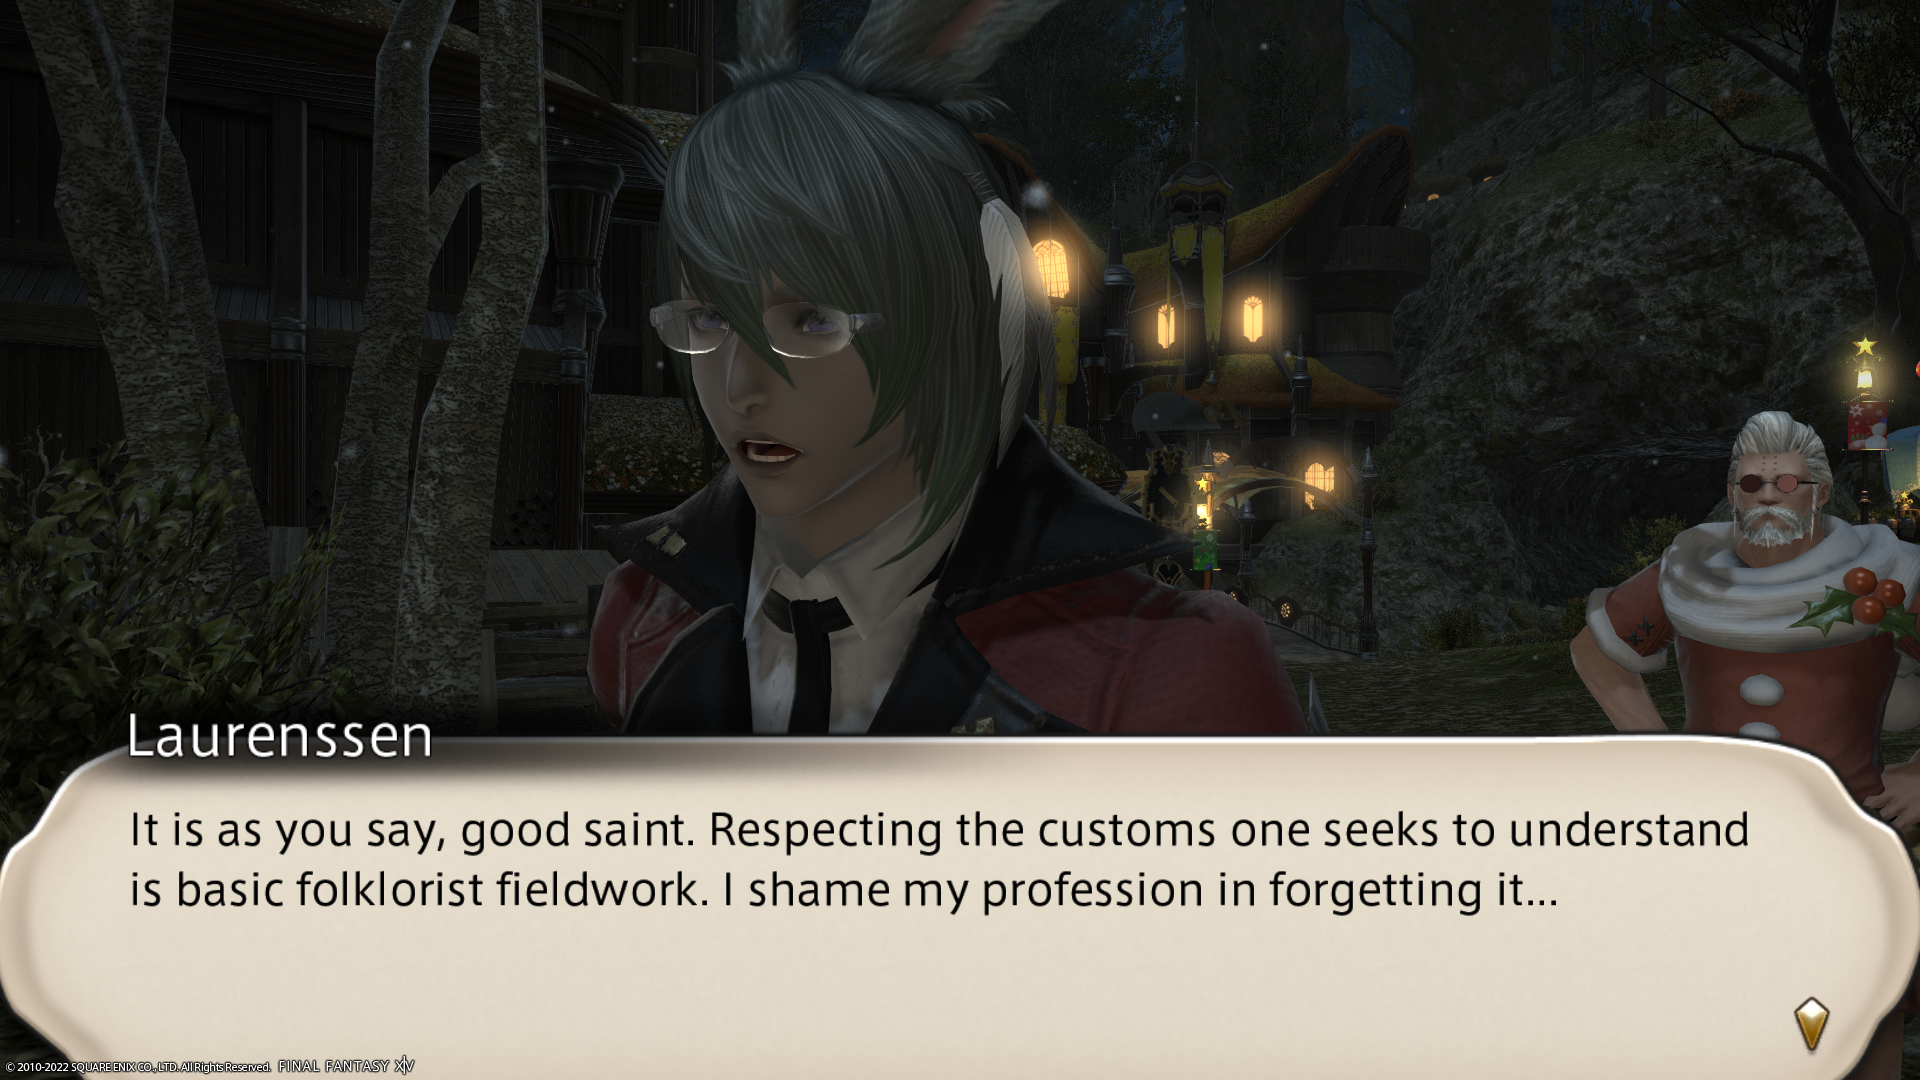 Laurenssen
It is as you say, good saint. Respecting the customs one seeks to understand
is basic folklorist fieldwork. I shame my profession in forgetting it...
© 2010-2022 SQUARE ENIX CO., LTD. All Rights Reserved. FINAL FANTASY XIV